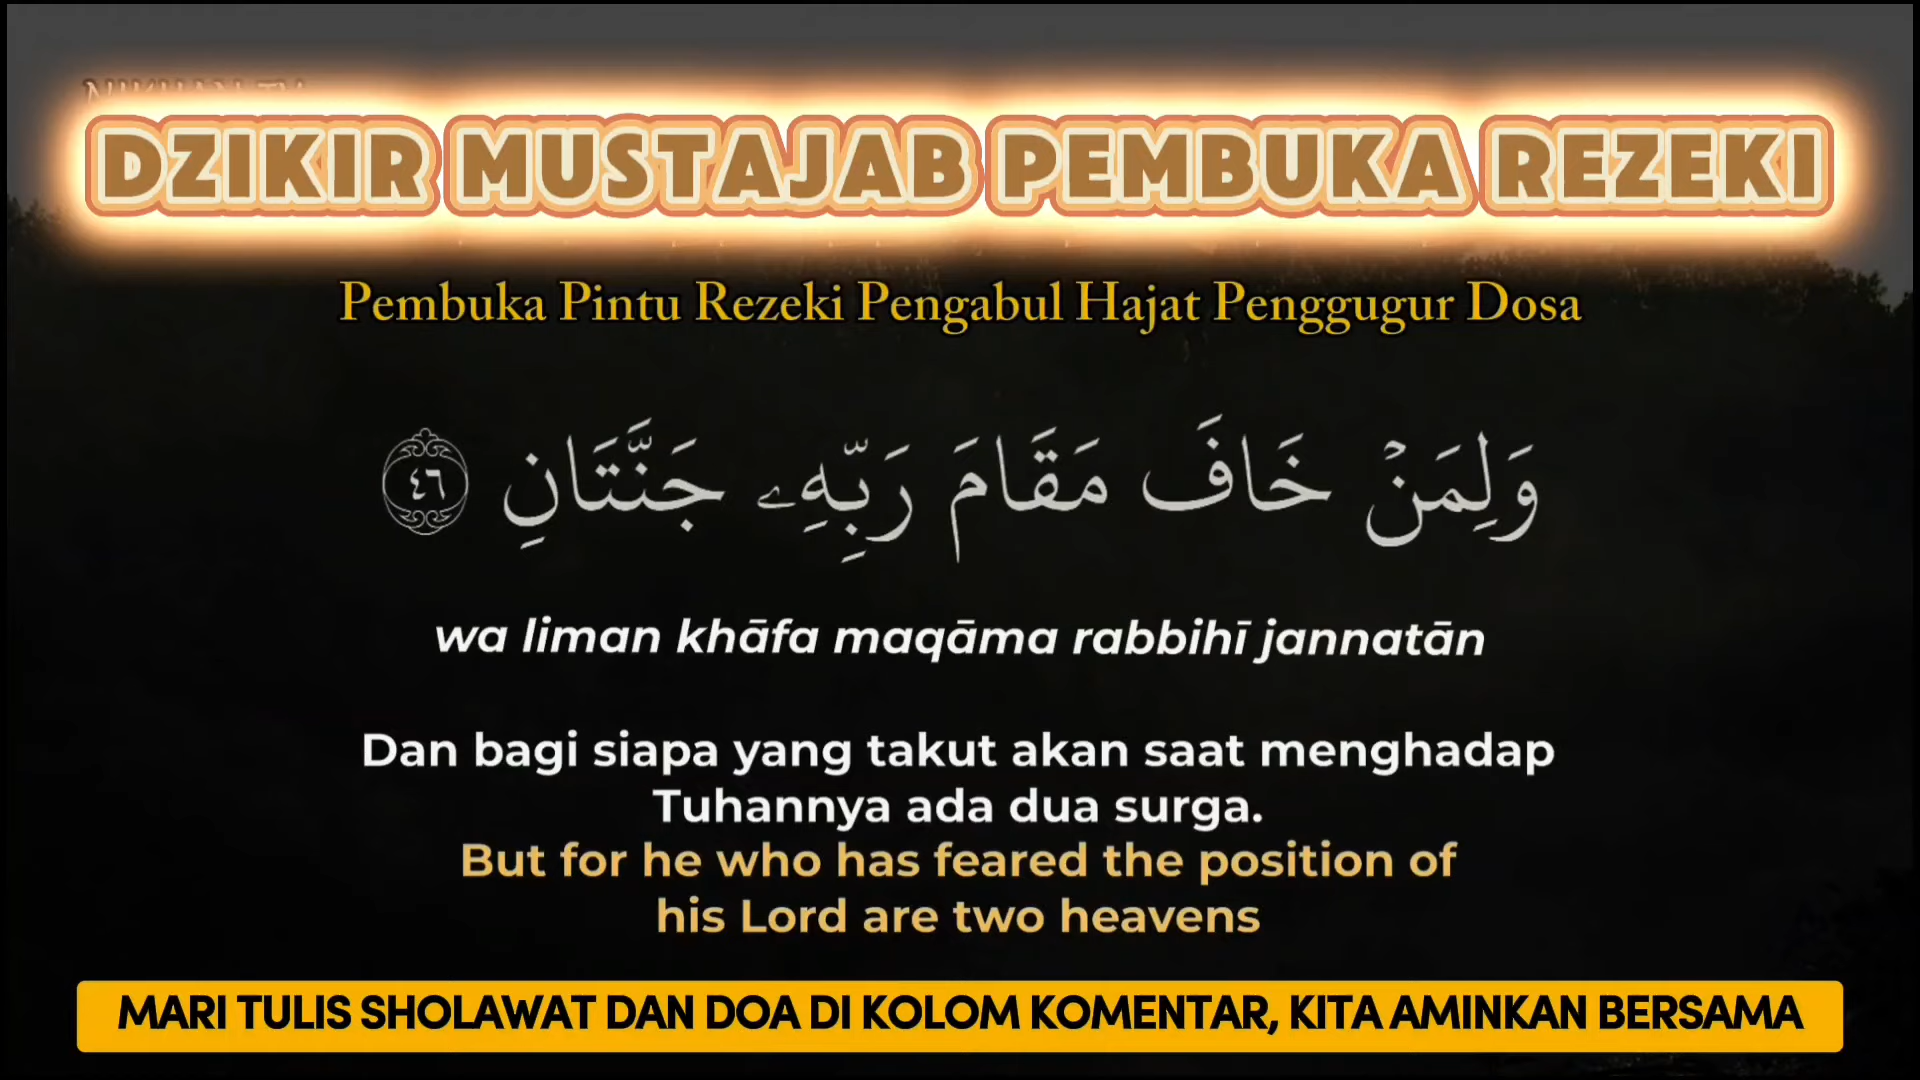 DZIKIR MUSTAJAB PEMBUKA REZEKI
Pembuka Pintu Rezeki Pengabul Hajat Penggugur Dosa
وَلِمَنْ خَافَ مَقَامَ رَبِّهِۦ جَنَّتَانِ ٤٦
wa liman khāfa maqāma rabbihī jannatān
Dan bagi siapa yang takut akan saat menghadap
Tuhannya ada dua surga.
But for he who has feared the position of
his Lord are two heavens
MARI TULIS SHOLAWAT DAN DOA DI KOLOM KOMENTAR, KITA AMINKAN BERSAMA